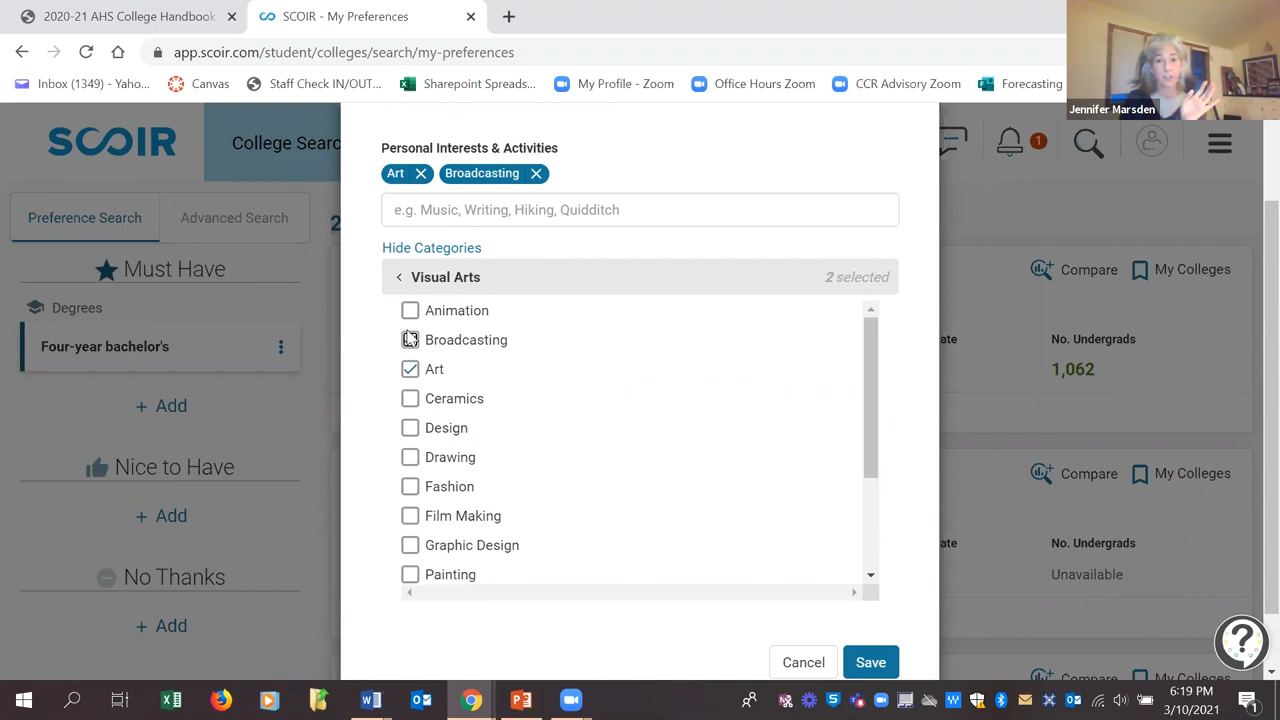 2020-21 AHS College Handbook
SCOIR - My Preferences
app.scoir.com/student/colleges/search/my-preferences
Inbox (1349) - Yaho...
Canvas
Staff Check IN/OUT...
Sharepoint Spreads...
My Profile - Zoom
Office Hours Zoom
CCR Advisory Zoom
Forecasting
Jennifer Marsden
SCOIR
College Searc
1
Preference Search
Advanced Search
2
Must Have
Degrees
Four-year bachelor's
+ Add
Nice to Have
+ Add
No Thanks
+ Add
Personal Interests & Activities
Art
Broadcasting
e.g. Music, Writing, Hiking, Quidditch
Hide Categories
Visual Arts
2 selected
Animation
Broadcasting
Art
Ceramics
Design
Drawing
Fashion
Film Making
Graphic Design
Painting
Cancel
Save
Compare
My Colleges
ate
No. Undergrads
1,062
Compare
My Colleges
ate
No. Undergrads
Unavailable
Compare
My Colleges
6:19 PM
3/10/2021
1